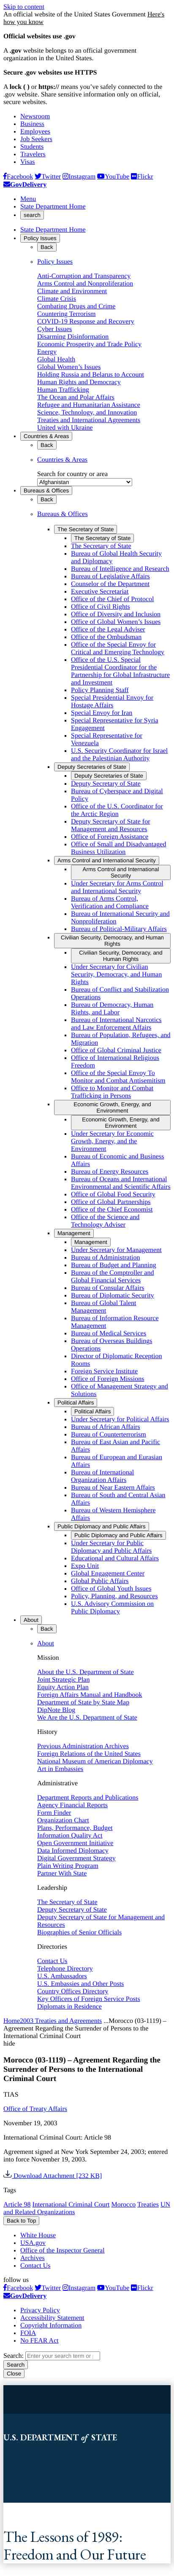 Skip to content
An official website of the United States Government Here's
how you know
Official websites use .gov
A .gov website belongs to an official government
organization in the United States.
Secure .gov websites use HTTPS
A lock ( ) or https:// means you've safely connected to the
.gov website. Share sensitive information only on official,
secure websites.
Newsroom
Business
Employees
Job Seekers
Students
Travelers
Visas
Facebook Twitter Instagram YouTube Flickr
GovDelivery
Menu
State Department Home
search
State Department Home
Policy Issues
Back
Policy Issues
Anti-Corruption and Transparency
Arms Control and Nonproliferation
Climate and Environment
Climate Crisis
Combating Drugs and Crime
Countering Terrorism
COVID-19 Response and Recovery
Cyber Issues
Disarming Disinformation
Economic Prosperity and Trade Policy
Energy
Global Health
Global Women's Issues
Holding Russia and Belarus to Account
Human Rights and Democracy
Human Trafficking
The Ocean and Polar Affairs
Refugee and Humanitarian Assistance
Science, Technology, and Innovation
Treaties and International Agreements
United with Ukraine
Countries & Areas
Back
Countries & Areas
Search for country or area
Afghanistan
Bureaus & Offices
Back
Bureaus & Offices
The Secretary of State
The Secretary of State
The Secretary of State
Bureau of Global Health Security
and Diplomacy
Bureau of Intelligence and Research
Bureau of Legislative Affairs
Counselor of the Department
Executive Secretariat
Office of the Chief of Protocol
Office of Civil Rights
Office of Diversity and Inclusion
Office of Global Women's Issues
Office of the Legal Adviser
Office of the Ombudsman
Office of the Special Envoy for
Critical and Emerging Technology
Office of the U.S. Special
Presidential Coordinator for the
Partnership for Global Infrastructure
and Investment
Policy Planning Staff
Special Presidential Envoy for
Hostage Affairs
Special Envoy for Iran
Special Representative for Syria
Engagement
Special Representative for
Venezuela
U.S. Security Coordinator for Israel
and the Palestinian Authority
Deputy Secretaries of State
Deputy Secretaries of State
Deputy Secretary of State
Bureau of Cyberspace and Digital
Policy
Office of the U.S. Coordinator for
the Arctic Region
Deputy Secretary of State for
Management and Resources
Office of Foreign Assistance
Office of Small and Disadvantaged
Business Utilization
Arms Control and International Security
Arms Control and International
Security
Under Secretary for Arms Control
and International Security
Bureau of Arms Control,
Verification and Compliance
Bureau of International Security and
Nonproliferation
Bureau of Political-Military Affairs
Civilian Security, Democracy, and Human
Rights
Civilian Security, Democracy, and
Human Rights
Under Secretary for Civilian
Security, Democracy, and Human
Rights
Bureau of Conflict and Stabilization
Operations
Bureau of Democracy, Human
Rights, and Labor
Bureau of International Narcotics
and Law Enforcement Affairs
Bureau of Population, Refugees, and
Migration
Office of Global Criminal Justice
Office of International Religious
Freedom
Office of the Special Envoy To
Monitor and Combat Antisemitism
Office to Monitor and Combat
Trafficking in Persons
Economic Growth, Energy, and
Environment
Economic Growth, Energy, and
Environment
Under Secretary for Economic
Growth, Energy, and the
Environment
Bureau of Economic and Business
Affairs
Bureau of Energy Resources
Bureau of Oceans and International
Environmental and Scientific Affairs
Office of Global Food Security
Office of Global Partnerships
Office of the Chief Economist
Office of the Science and
Technology Adviser
Management
Management
Under Secretary for Management
Bureau of Administration
Bureau of Budget and Planning
Bureau of the Comptroller and
Global Financial Services
Bureau of Consular Affairs
Bureau of Diplomatic Security
Bureau of Global Talent
Management
Bureau of Information Resource
Management
Bureau of Medical Services
Bureau of Overseas Buildings
Operations
Director of Diplomatic Reception
Rooms
Foreign Service Institute
Office of Foreign Missions
Office of Management Strategy and
Solutions
Political Affairs
Political Affairs
Under Secretary for Political Affairs
Bureau of African Affairs
Bureau of Counterterrorism
Bureau of East Asian and Pacific
Affairs
Bureau of European and Eurasian
Affairs
Bureau of International
Organization Affairs
Bureau of Near Eastern Affairs
Bureau of South and Central Asian
Affairs
Bureau of Western Hemisphere
Affairs
Public Diplomacy and Public Affairs
Public Diplomacy and Public Affairs
Under Secretary for Public
Diplomacy and Public Affairs
Educational and Cultural Affairs
Expo Unit
Global Engagement Center
Global Public Affairs
Office of Global Youth Issues
Policy, Planning, and Resources
U.S. Advisory Commission on
Public Diplomacy
About
Back
About
Mission
About the U.S. Department of State
Joint Strategic Plan
Equity Action Plan
Foreign Affairs Manual and Handbook
Department of State by State Map
DipNote Blog
We Are the U.S. Department of State
History
Previous Administration Archives
Foreign Relations of the United States
National Museum of American Diplomacy
Art in Embassies
Administrative
Department Reports and Publications
Agency Financial Reports
Form Finder
Organization Chart
Plans, Performance, Budget
Information Quality Act
Open Government Initiative
Data Informed Diplomacy
Digital Government Strategy
Plain Writing Program
Partner With State
Leadership
The Secretary of State
Deputy Secretary of State
Deputy Secretary of State for Management and
Resources
Biographies of Senior Officials
Directories
Contact Us
Telephone Directory
U.S. Ambassadors
U.S. Embassies and Other Posts
Country Offices Directory
Key Officers of Foreign Service Posts
Diplomats in Residence
Home2003 Treaties and Agreements ...Morocco (03-1119) –
Agreement Regarding the Surrender of Persons to the
International Criminal Court
hide
Morocco (03-1119) – Agreement Regarding the
Surrender of Persons to the International
Criminal Court
TIAS
Office of Treaty Affairs
November 19, 2003
International Criminal Court: Article 98
Agreement signed at New York September 24, 2003; entered
into force November 19, 2003.
Download Attachment [232 KB]
Tags
Article 98 International Criminal Court Morocco Treaties UN
and Related Organizations
Back to Top
White House
USA.gov
Office of the Inspector General
Archives
Contact Us
follow us
Facebook Twitter Instagram YouTube Flickr
GovDelivery
Privacy Policy
Accessibility Statement
Copyright Information
FOIA
No FEAR Act
Search: Enter your search term or
Search
Close
U.S. DEPARTMENT of STATE
The Lessons of 1989:
Freedom and Our Future